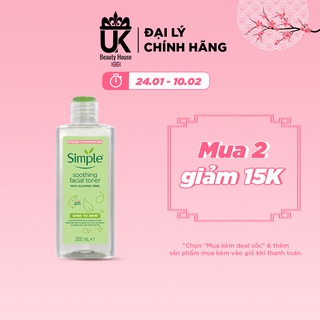 UK
Beauty House
ĐẠI LÝ
CHÍNH HÃNG
24.01 - 10.02
Simple
soothing
facial toner
100% ALCOHOL FREE
KIND TO SKIN
200 mL e
Mua 2
giảm 15K
"Chọn "Mua kèm deal sốc" & thêm
sản phẩm mua kèm vào giỏ khi thanh toán.